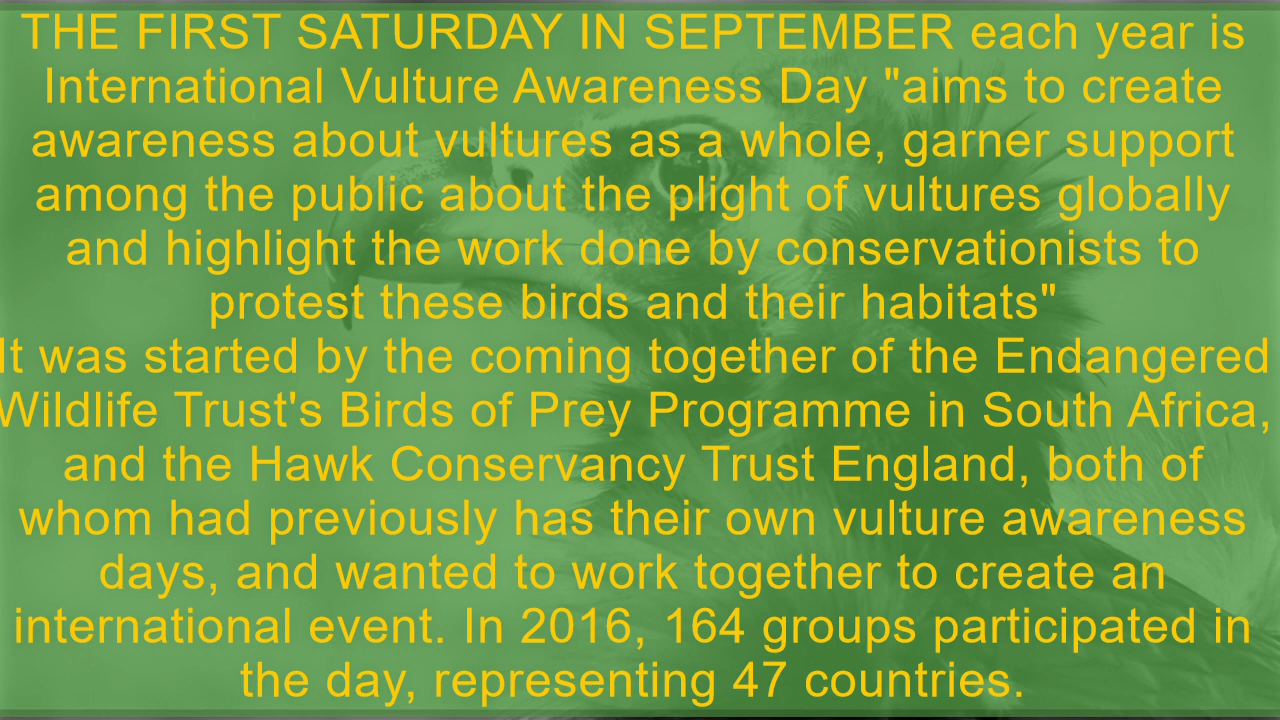 THE FIRST SATURDAY IN SEPTEMBER each year is
International Vulture Awareness Day "aims to create
awareness about vultures as a whole, garner support
among the public about the plight of vultures globally
and highlight the work done by conservationists to
protest these birds and their habitats"
It was started by the coming together of the Endangered
Wildlife Trust's Birds of Prey Programme in South Africa,
and the Hawk Conservancy Trust England, both of
whom had previously has their own vulture awareness
days, and wanted to work together to create an
international event. In 2016, 164 groups participated in
the day, representing 47 countries.